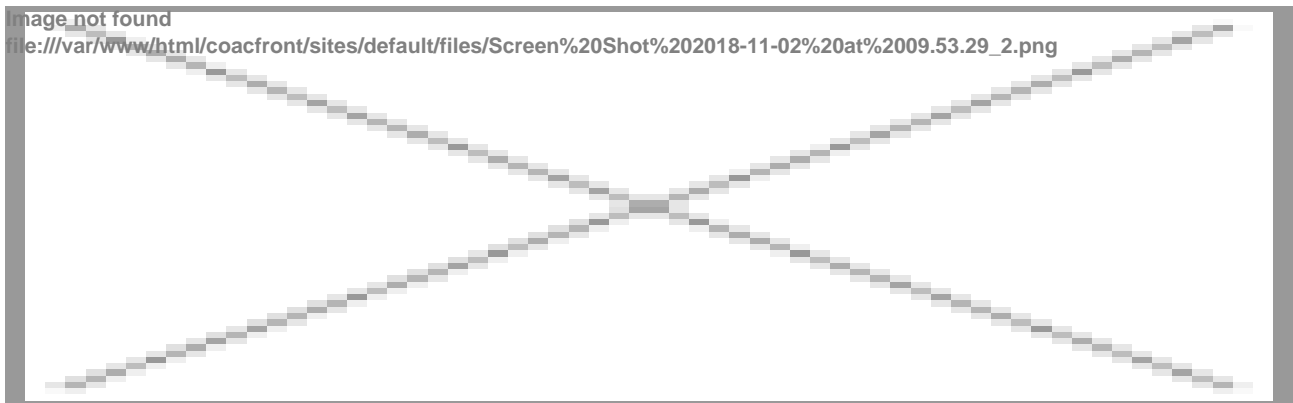 Image not found
file:///var/www/html/coacfront/sites/default/files/Screen%20Shot%202018-11-02%20at%2009.53.29_2.png